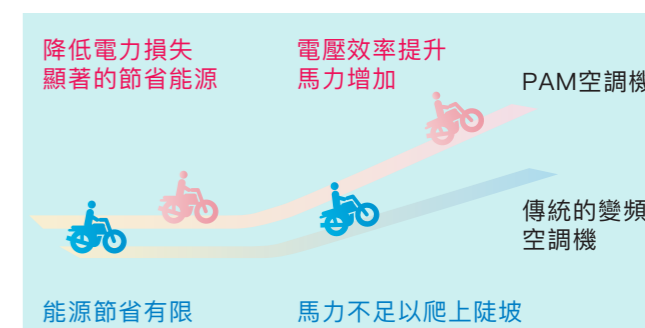 降低電力損失
顯著的節省能源
電壓效率提升
馬力增加
PAM空調機
傳統的變頻
空調機
能源節省有限
馬力不足以爬上陡坡